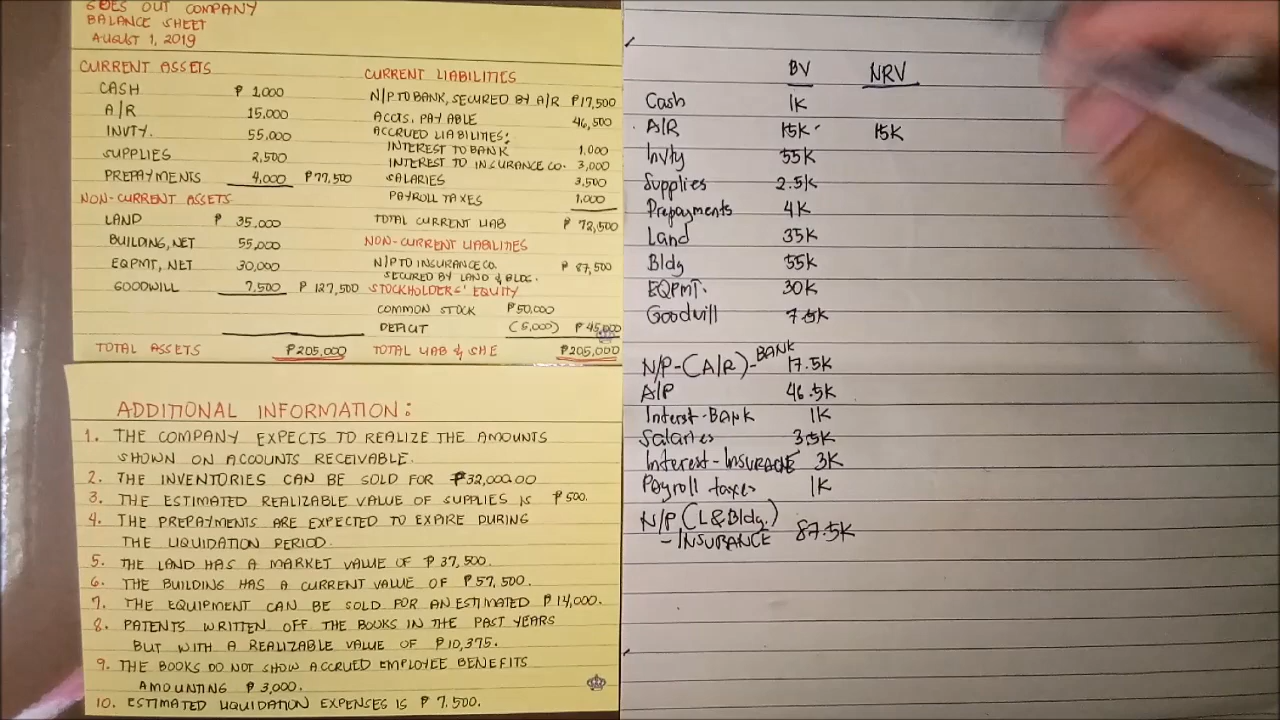 GOES OUT COMPANY
BALANCE SHEET
AUGUST 1, 2019
CURRENT ASSETS
CASH ₱ 1,000
A/R 15,000
INVTY. 55,000
SUPPLIES 2,500
PREPAYMENTS 4,000 ₱77,500
NON-CURRENT ASSETS
LAND ₱ 35,000
BUILDING, NET 55,000
EQPMT, NET 30,000
GOODWILL 7,500 ₱ 127,500
TOTAL ASSETS ₱205,000
CURRENT LIABILITIES
N/P TO BANK, SECURED BY A/R ₱17,500
ACCTS. PAYABLE 46,500
ACCRUED LIABILITIES:
INTEREST TO BANK 1,000
INTEREST TO INSURANCE CO. 3,000
SALARIES 3,500
PAYROLL TAXES 1,000
TOTAL CURRENT LIAB ₱ 72,500
NON-CURRENT LIABILITIES
N/P TO INSURANCE CO. ₱ 87,500
SECURED BY LAND & BLDG.
STOCKHOLDERS' EQUITY
COMMON STOCK ₱50,000
DEFICIT (5,000) ₱45,000
TOTAL LIAB & SHE ₱205,000
ADDITIONAL INFORMATION:
1. THE COMPANY EXPECTS TO REALIZE THE AMOUNTS
SHOWN ON ACCOUNTS RECEIVABLE.
2. THE INVENTORIES CAN BE SOLD FOR ₱32,000.00
3. THE ESTIMATED REALIZABLE VALUE OF SUPPLIES IS ₱500.
4. THE PREPAYMENTS ARE EXPECTED TO EXPIRE DURING
THE LIQUIDATION PERIOD.
5. THE LAND HAS A MARKET VALUE OF ₱ 37,500.
6. THE BUILDING HAS A CURRENT VALUE OF ₱ 57,500.
7. THE EQUIPMENT CAN BE SOLD FOR AN ESTIMATED ₱14,000.
8. PATENTS WRITTEN OFF THE BOOKS IN THE PAST YEARS
BUT WITH A REALIZABLE VALUE OF ₱10,375.
9. THE BOOKS DO NOT SHOW ACCRUED EMPLOYEE BENEFITS
AMOUNTING ₱ 3,000.
10. ESTIMATED LIQUIDATION EXPENSES IS ₱ 7,500.
BV NRV
Cash 1K
A/R 15K 15K
Invty 55K
Supplies 2.5K
Prepayments 4K
Land 35K
Bldg 55K
EQPMT. 30K
Goodwill 7.5K
N/P-(A/R)-BANK 17.5K
A/P 46.5K
Interst-BANK 1K
Salaries 3.5K
Interest-INSURANCE 3K
Payroll taxes 1K
N/P (L&Bldg.)
- INSURANCE 87.5K